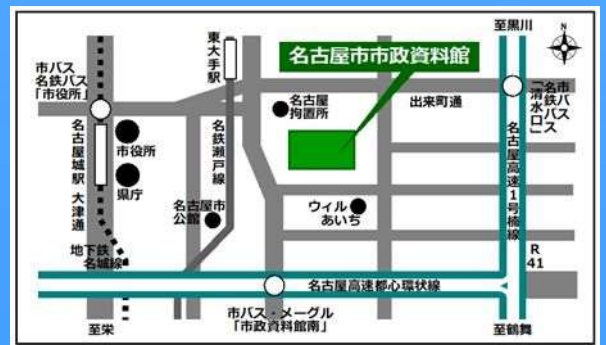 至黒川
N
名古屋市市政資料館
東大手駅
市バス
名鉄バス
「市役所」
名古屋
拘置所
出来町通
市バス
名鉄バス
「清水口」
名古屋城駅
市役所
県庁
大津通
名鉄瀬戸線
名古屋市
公館
ウィル
あいち
名古屋高速1号楠線
地下鉄
名城線
R
41
名古屋高速都心環状線
至栄
市バス・メーグル
「市政資料館南」
至鶴舞